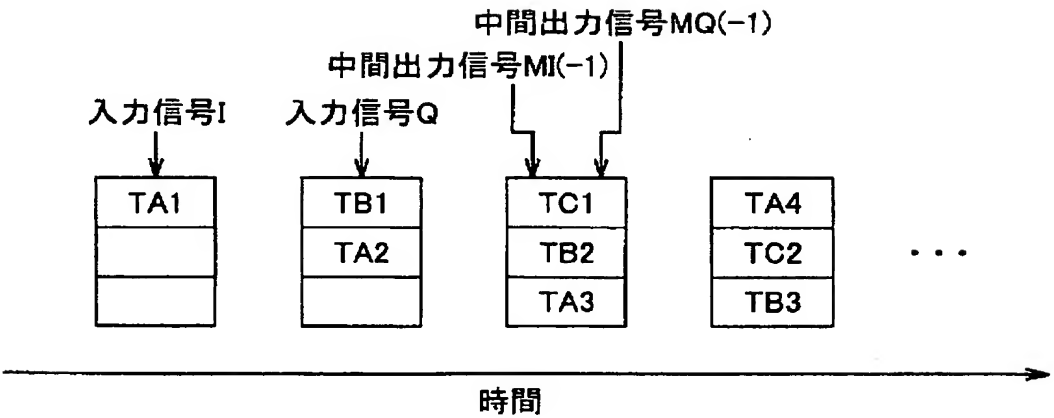 中間出力信号MQ(-1)
中間出力信号MI(-1)
入力信号I
入力信号Q
TA1
TB1
TC1
TA4
TA2
TB2
TC2
・・・
TA3
TB3
時間